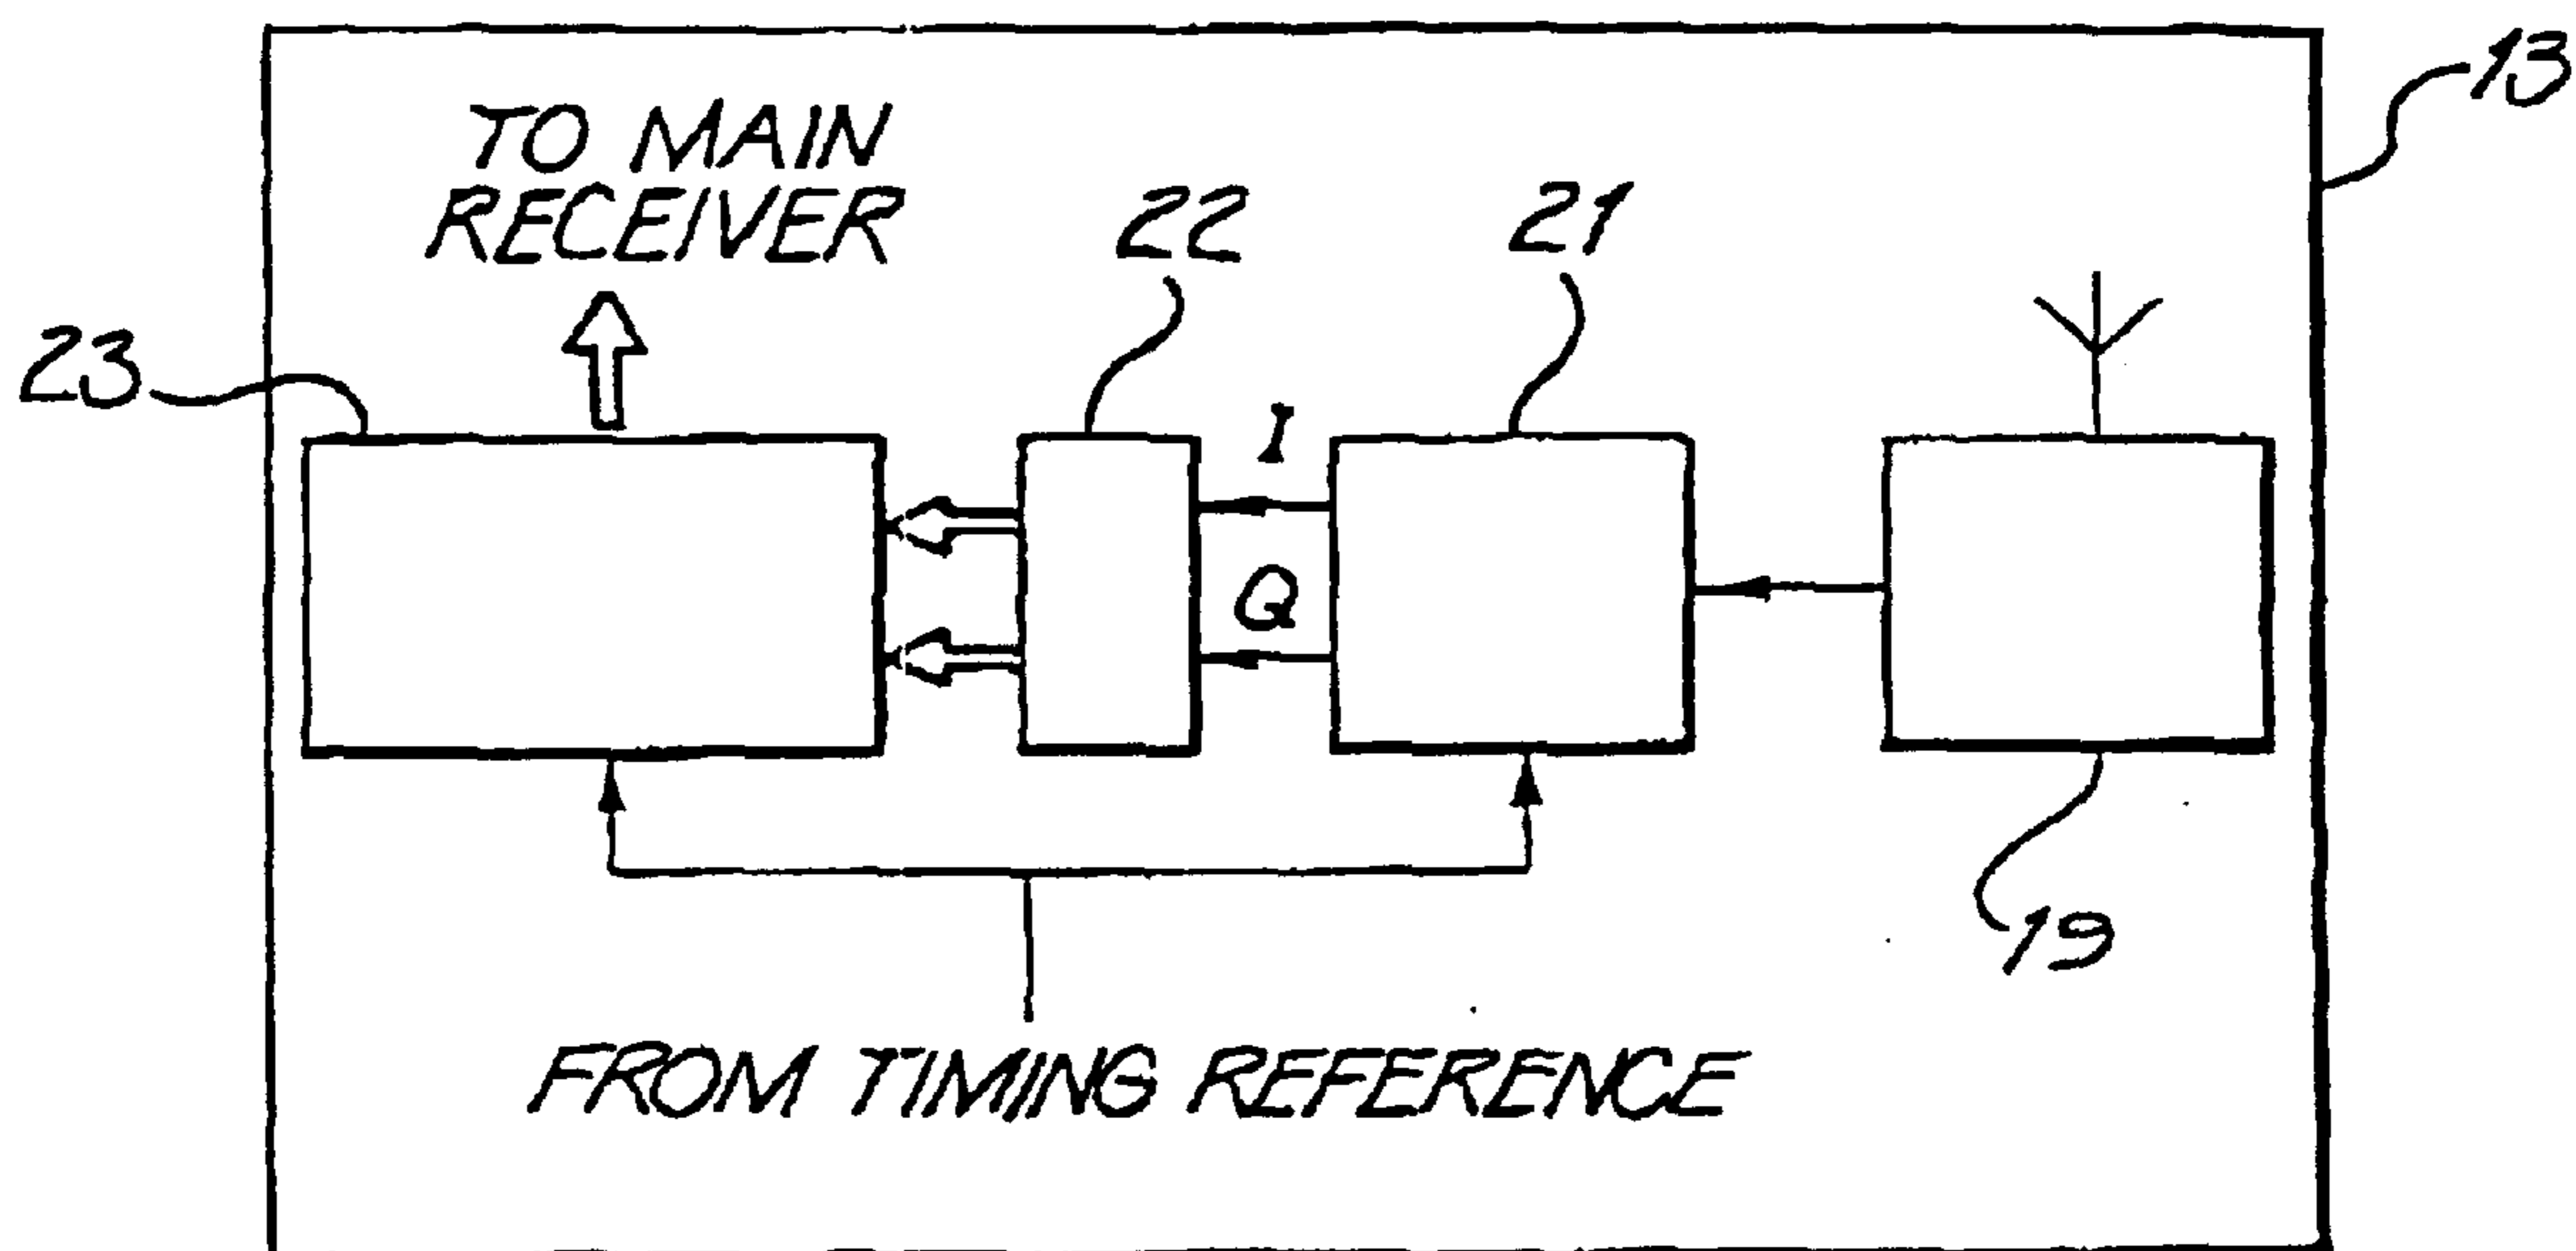 13
TO MAIN
RECEIVER
22
21
23
I
Q
19
FROM TIMING REFERENCE